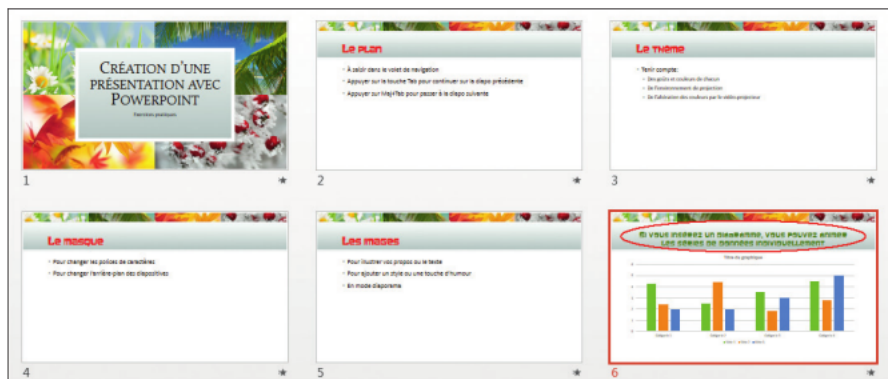 CRÉATION D'UNE
PRÉSENTATION AVEC
POWERPOINT
Exercices pratiques
1
Le plan
• À saisir dans le volet de navigation
• Appuyer sur la touche Tab pour continuer sur la diapo précédente
• Appuyer sur Maj+Tab pour passer à la diapo suivante
2
Le thème
• Tenir compte:
• Des goûts et couleurs de chacun
• De l'environnement de projection
• De l'altération des couleurs par le vidéo projecteur
3
Le masque
• Pour changer les polices de caractères
• Pour changer l'arrière-plan des diapositives
4
Les images
• Pour illustrer vos propos ou le texte
• Pour ajouter un style ou une touche d'humour
• En mode diaporama
5
Si vous insérez un diagramme, vous pouvez animer
les séries de données individuellement
Titre du graphique
6